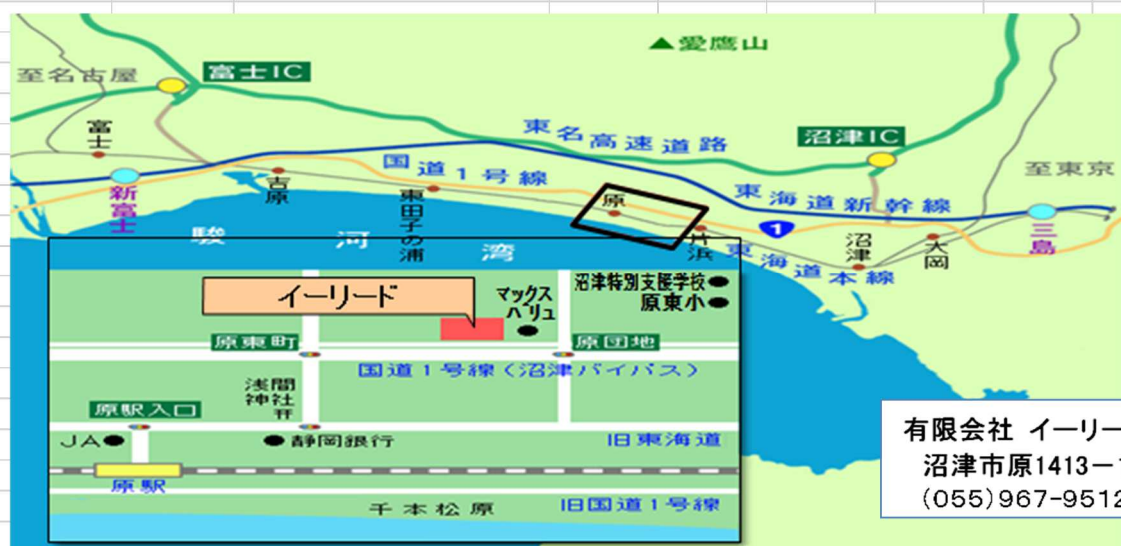 ▲愛鷹山
至名古屋
富士IC
東名高速道路
沼津IC
富士
国道1号線
至東京
新富士
吉原
東田子の浦
原
東海道新幹線
1
片浜
沼津
大岡
三島
駿河湾
東海道本線
イーリード
マックスバリュ
沼津特別支援学校●
原東小●
原東町
原団地
国道1号線(沼津バイパス)
浅間
神社
原駅入口
JA●
●静岡銀行
旧東海道
原駅
千本松原
旧国道1号線
有限会社 イーリー
沼津市原1413-1
(055)967-9512